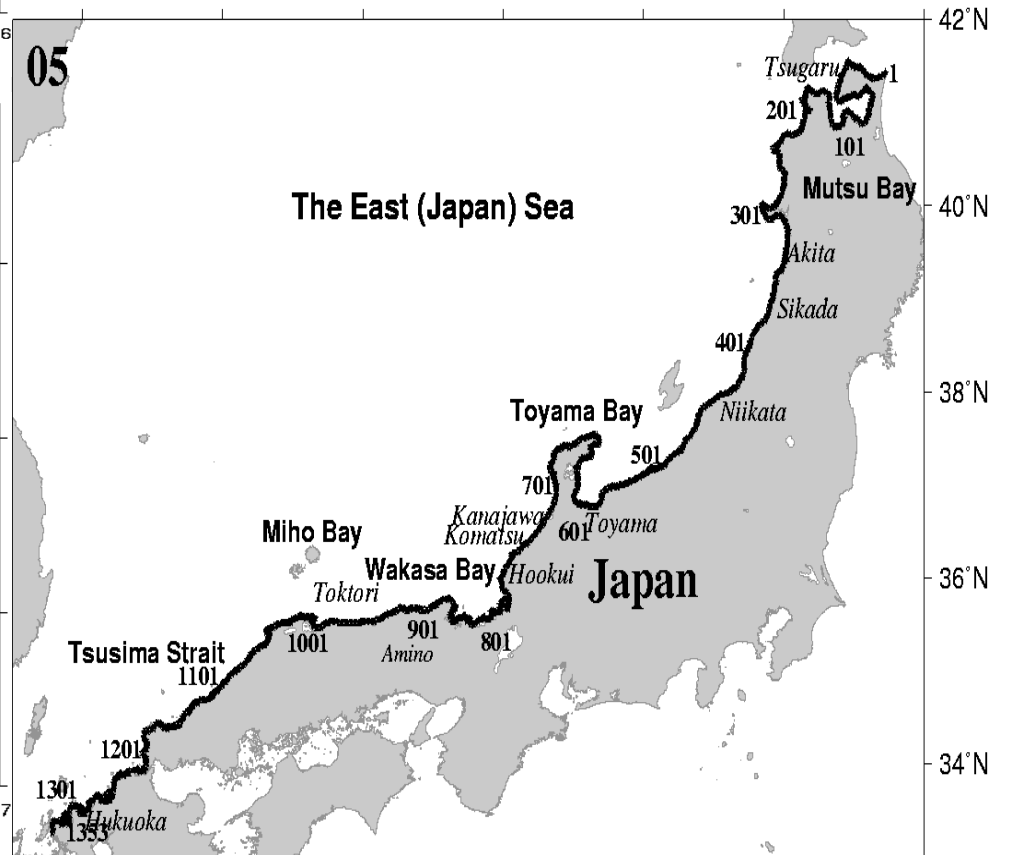 42°N
6
05
Tsugaru
1
201
101
Mutsu Bay
The East (Japan) Sea
40°N
301
Akita
Sikada
401
38°N
Toyama Bay
Niikata
501
701
Kanajawa
601
Toyama
Miho Bay
Komatsu
Wakasa Bay
Hookui
Japan
36°N
Toktori
901
1001
801
Amino
Tsusima Strait
1101
1201
34°N
1301
7
Hukuoka
1353